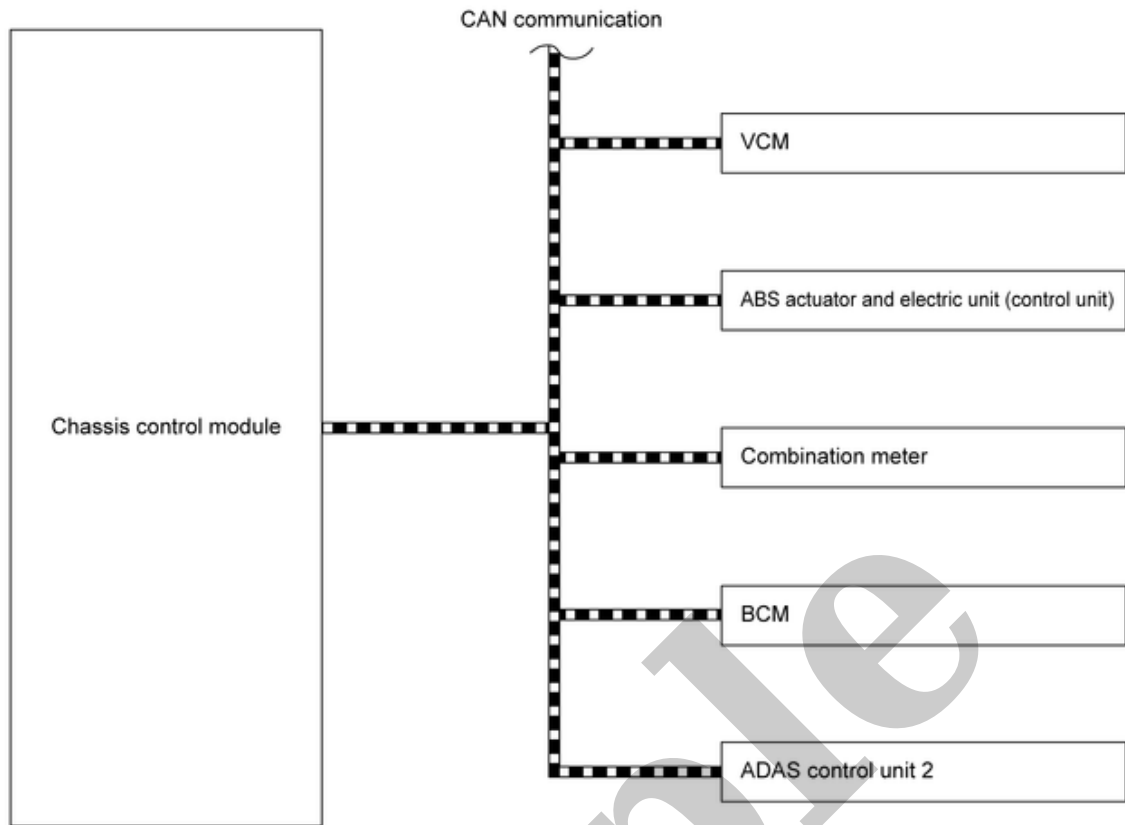 CAN communication
VCM
ABS actuator and electric unit (control unit)
Chassis control module
Combination meter
BCM
ADAS control unit 2
ple